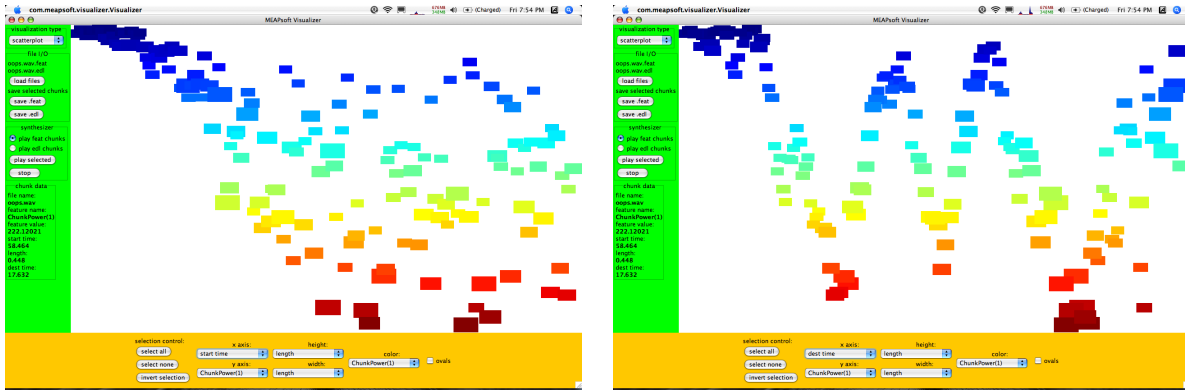 com.meapsoft.visualizer.Visualizer
(Charged) Fri 7:54 PM
MEAPsoft Visualizer
visualization type
scatterplot
file I/O
oops.wav.feat
oops.wav.edl
load files
save selected chunks
save .feat
save .edl
synthesizer
play feat chunks
play edl chunks
play selected
stop
chunk data
file name:
oops.wav
feature name:
ChunkPower(1)
feature value:
222.12021
start time:
58.464
length:
0.448
dest time:
17.632
selection control:
select all
select none
invert selection
x axis:
start time
y axis:
ChunkPower(1)
height:
length
width:
length
color:
ChunkPower(1)
ovals
com.meapsoft.visualizer.Visualizer
(Charged) Fri 7:54 PM
MEAPsoft Visualizer
visualization type
scatterplot
file I/O
oops.wav.feat
oops.wav.edl
load files
save selected chunks
save .feat
save .edl
synthesizer
play feat chunks
play edl chunks
play selected
stop
chunk data
file name:
oops.wav
feature name:
ChunkPower(1)
feature value:
222.12021
start time:
58.464
length:
0.448
dest time:
17.632
selection control:
select all
select none
invert selection
x axis:
dest time
y axis:
ChunkPower(1)
height:
length
width:
length
color:
ChunkPower(1)
ovals